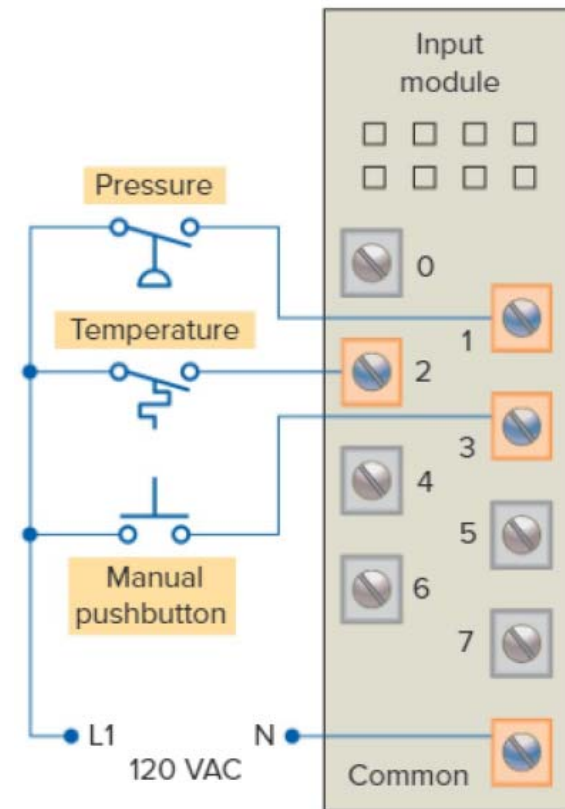 Input
module
Pressure
0
1
Temperature
2
3
4
5
Manual
pushbutton
6
7
L1
N
120 VAC
Common